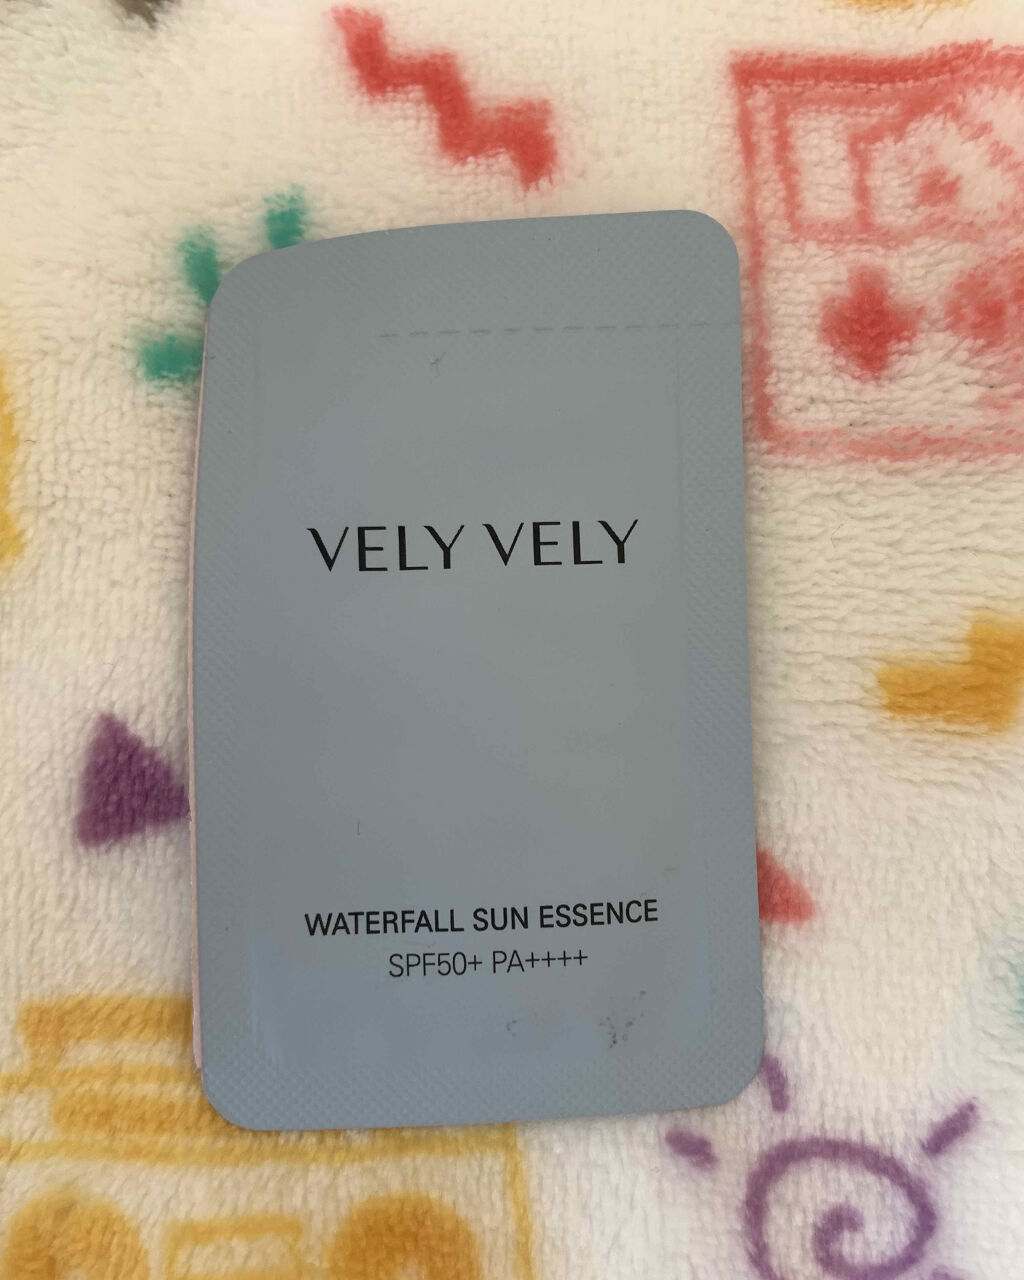 VELY VELY
WATERFALL SUN ESSENCE
SPF50+ PA++++